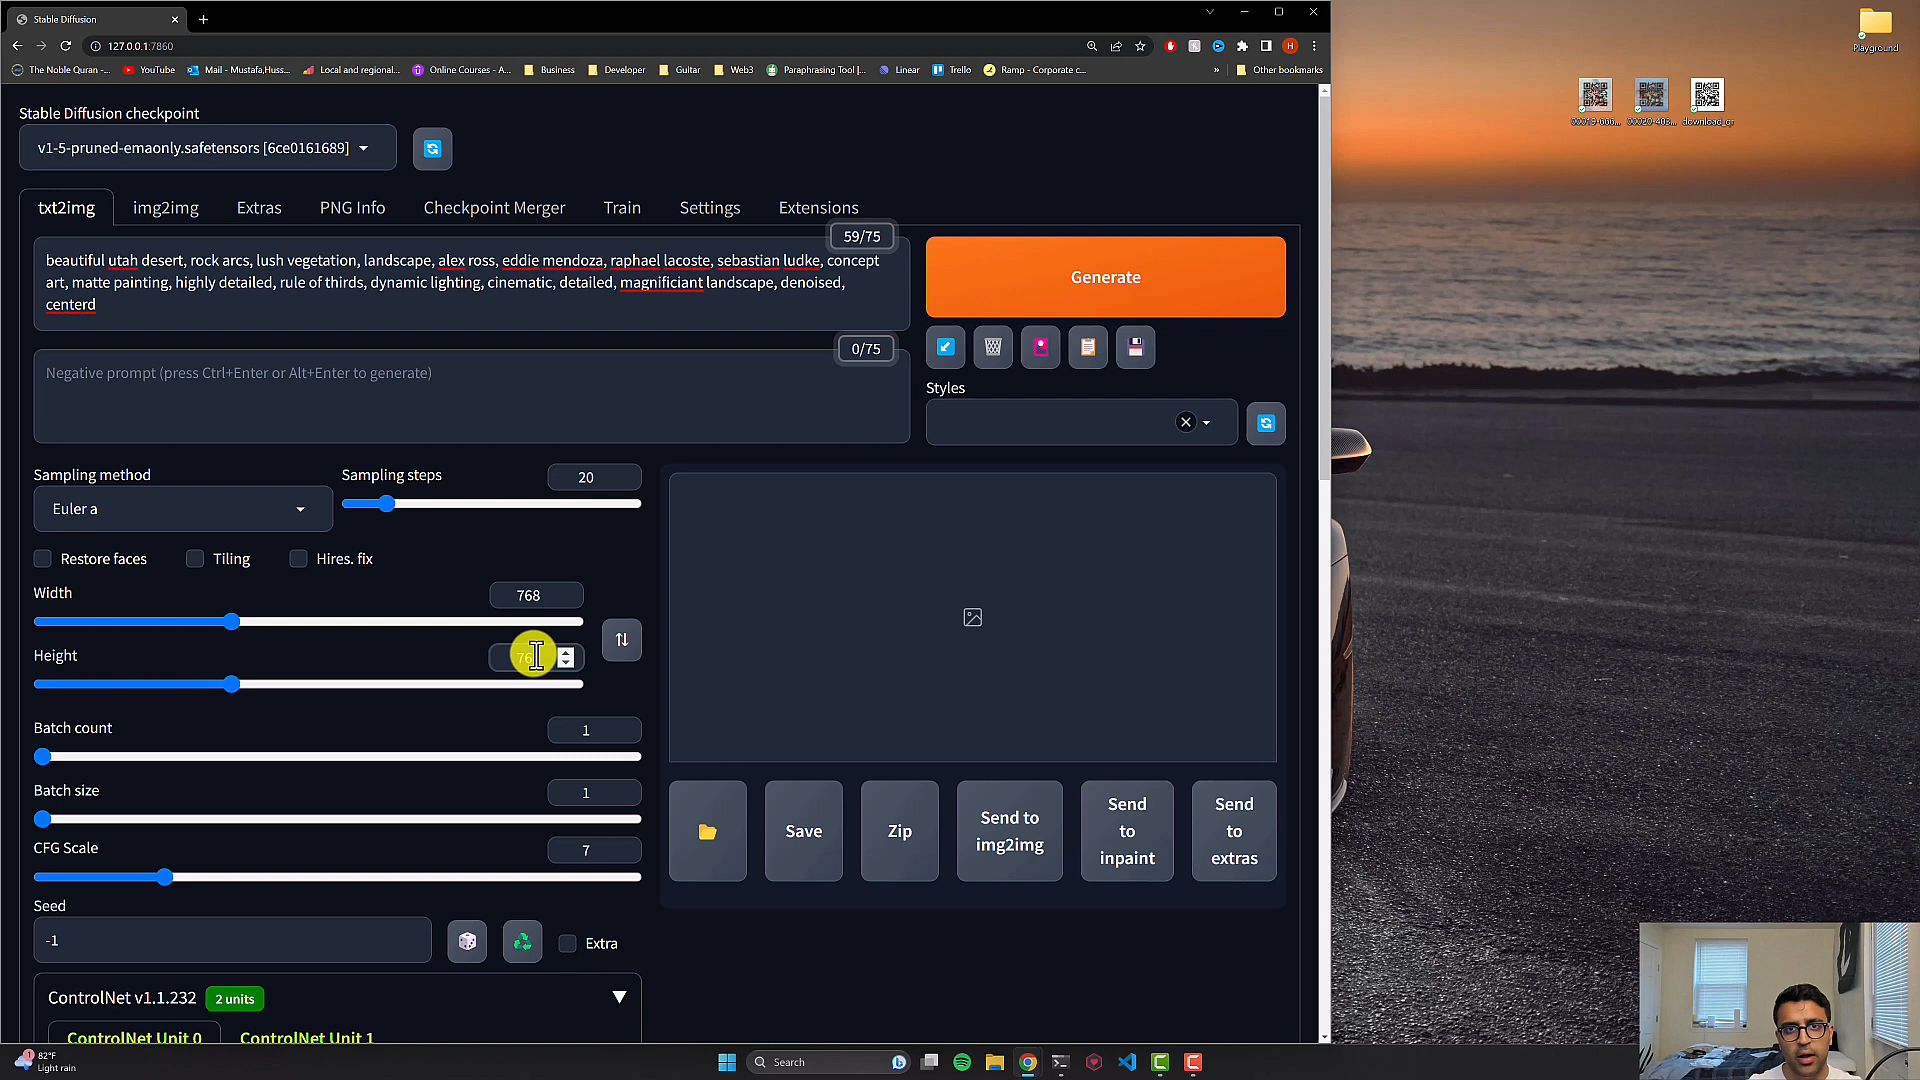 Stable Diffusion
127.0.0.1:7860
The Noble Quran -...
YouTube
Mail - Mustafa,Huss...
Local and regional...
Online Courses - A...
Business
Developer
Guitar
Web3
Paraphrasing Tool |...
Linear
Trello
Ramp - Corporate c...
»
Other bookmarks
Playground
download_qr
Stable Diffusion checkpoint
v1-5-pruned-emaonly.safetensors [6ce0161689]
txt2img
img2img
Extras
PNG Info
Checkpoint Merger
Train
Settings
Extensions
59/75
beautiful utah desert, rock arcs, lush vegetation, landscape, alex ross, eddie mendoza, raphael lacoste, sebastian ludke, concept
art, matte painting, highly detailed, rule of thirds, dynamic lighting, cinematic, detailed, magnificiant landscape, denoised,
centerd
Generate
0/75
Negative prompt (press Ctrl+Enter or Alt+Enter to generate)
Styles
Sampling method
Sampling steps
20
Euler a
Restore faces
Tiling
Hires. fix
Width
768
Height
Batch count
1
Batch size
1
CFG Scale
7
Save
Zip
Send to
img2img
Send
to
inpaint
Send
to
extras
Seed
-1
Extra
ControlNet v1.1.232
2 units
ControlNet Unit 0
ControlNet Unit 1
82°F
Light rain
Search